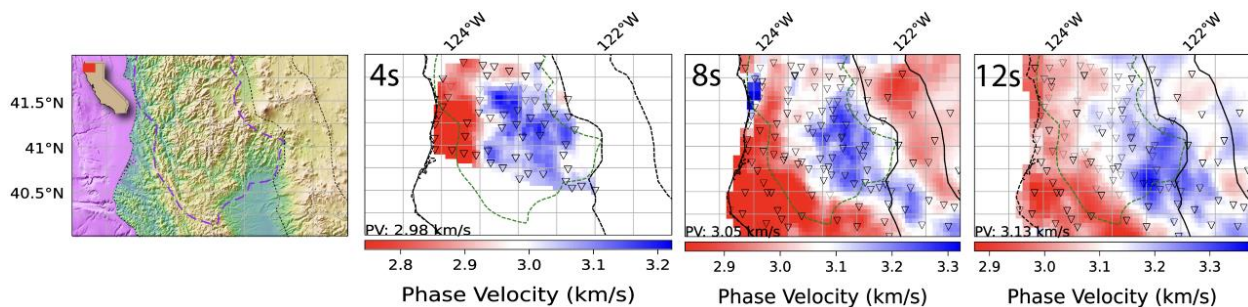 124°W
122°W
124°W
122°W
124°W
122°W
4s
8s
12s
41.5°N
41°N
40.5°N
PV: 2.98 km/s
PV: 3.05 km/s
PV: 3.13 km/s
2.8 2.9 3.0 3.1 3.2
2.9 3.0 3.1 3.2 3.3
3.0 3.1 3.2 3.3
Phase Velocity (km/s)
Phase Velocity (km/s)
Phase Velocity (km/s)